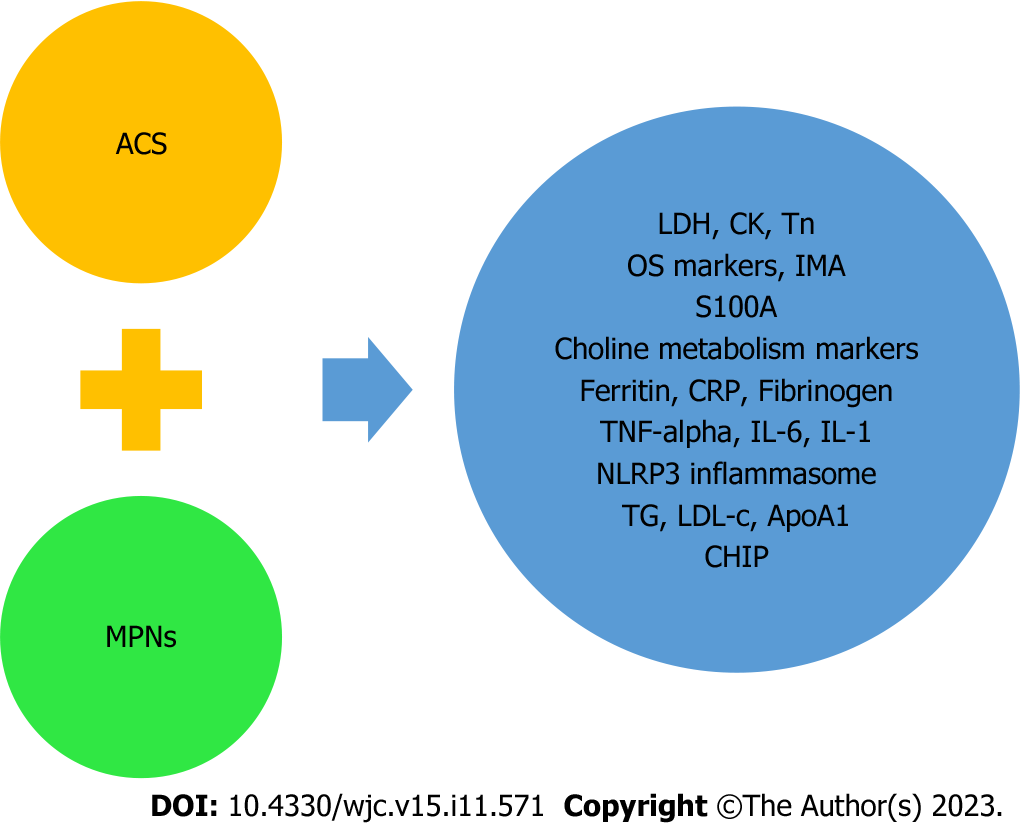 ACS
MPNs
LDH, CK, Tn
OS markers, IMA
S100A
Choline metabolism markers
Ferritin, CRP, Fibrinogen
TNF-alpha, IL-6, IL-1
NLRP3 inflammasome
TG, LDL-c, ApoA1
CHIP
DOI: 10.4330/wjc.v15.i11.571 Copyright ©The Author(s) 2023.